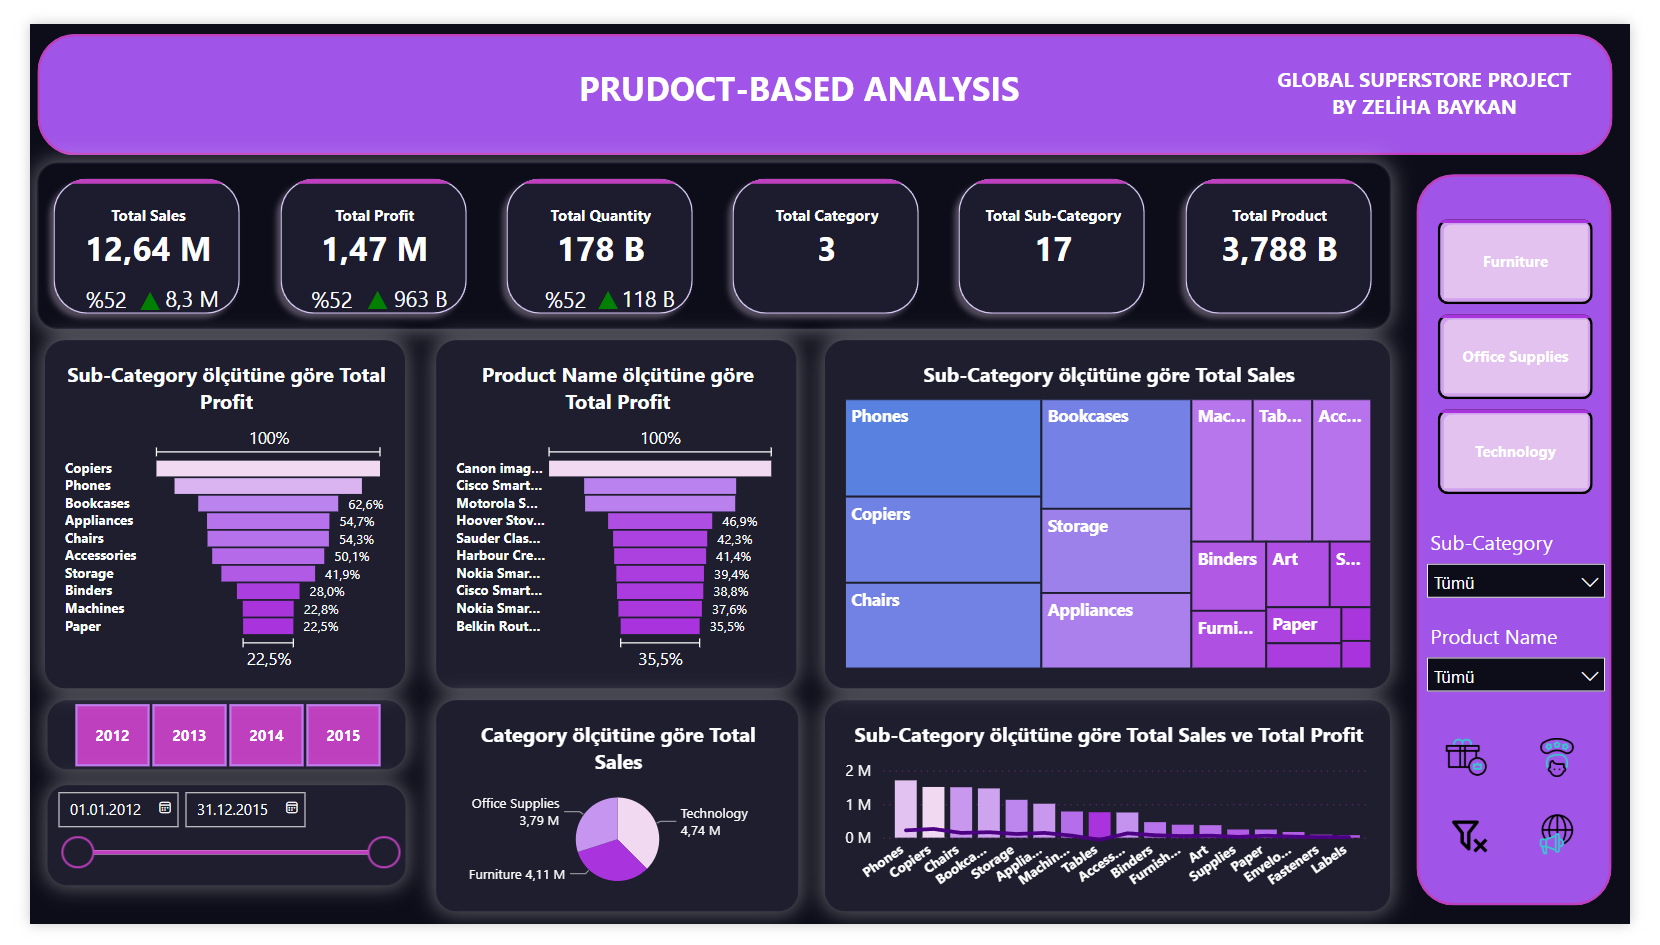 PRUDOCT-BASED ANALYSIS
GLOBAL SUPERSTORE PROJECT
BY ZELİHA BAYKAN
Total Sales
12,64 M
%52 8,3 M
Total Profit
1,47 M
%52 963 B
Total Quantity
178 B
%52 118 B
Total Category
3
Total Sub-Category
17
Total Product
3,788 B
Furniture
Office Supplies
Technology
Sub-Category
Tümü
Product Name
Tümü
Sub-Category ölçütüne göre Total
Profit
100%
Copiers
Phones
Bookcases 62,6%
Appliances 54,7%
Chairs 54,3%
Accessories 50,1%
Storage 41,9%
Binders 28,0%
Machines 22,8%
Paper 22,5%
22,5%
Product Name ölçütüne göre
Total Profit
100%
Canon imag...
Cisco Smart...
Motorola S...
Hoover Stov... 46,9%
Sauder Clas... 42,3%
Harbour Cre... 41,4%
Nokia Smar... 39,4%
Cisco Smart... 38,8%
Nokia Smar... 37,6%
Belkin Rout... 35,5%
35,5%
Sub-Category ölçütüne göre Total Sales
Phones
Copiers
Chairs
Bookcases
Storage
Appliances
Mac...
Tab...
Acc...
Binders
Art
S...
Furni...
Paper
2012
2013
2014
2015
01.01.2012
31.12.2015
Category ölçütüne göre Total
Sales
Office Supplies
3,79 M
Technology
4,74 M
Furniture 4,11 M
Sub-Category ölçütüne göre Total Sales ve Total Profit
2 M
1 M
0 M
Phones
Copiers
Chairs
Bookca...
Storage
Applia...
Machin...
Tables
Access...
Binders
Furnish...
Art
Supplies
Paper
Envelo...
Fasteners
Labels